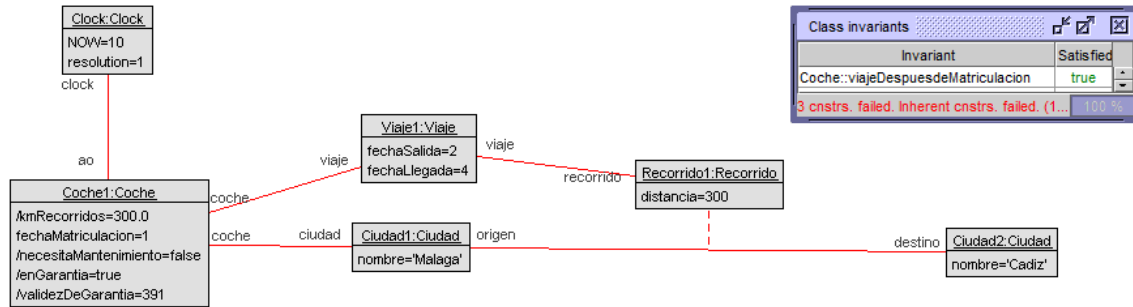 Clock:Clock
NOW=10
resolution=1
clock
ao
Class invariants
Invariant Satisfied
Coche::viajeDespuesdeMatriculacion true
3 cnstrs. failed. Inherent cnstrs. failed. (1... 100 %
Viaje1:Viaje
fechaSalida=2
fechaLlegada=4
viaje
viaje
recorrido
Recorrido1:Recorrido
distancia=300
Coche1:Coche
/kmRecorridos=300.0
fechaMatriculacion=1
/necesitaMantenimiento=false
/enGarantia=true
/validezDeGarantia=391
coche
coche
ciudad
Ciudad1:Ciudad
nombre='Malaga'
origen
destino
Ciudad2:Ciudad
nombre='Cadiz'